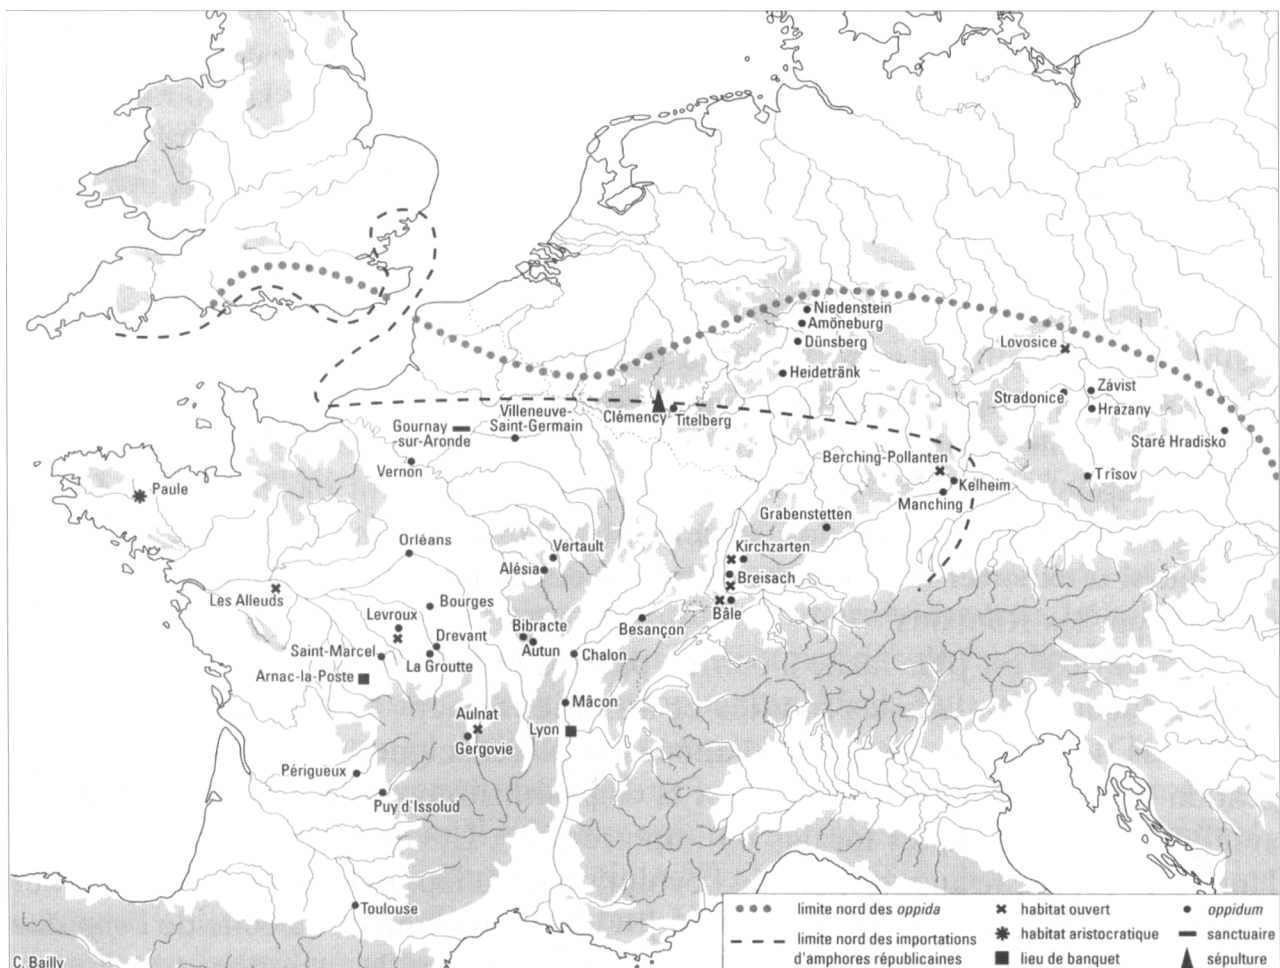 Niedenstein
Amöneburg
Dünsberg
Lovosice
Heidetränk
Závist
Stradonice
Hrazany
Villeneuve-
Saint-Germain
Clémency
Titelberg
Gournay
-sur-Aronde
Staré Hradisko
Vernon
Berching-Pollanten
Trîsov
Kelheim
Paule
Manching
Grabenstetten
Orléans
Vertault
Kirchzarten
Alésia
Breisach
Les Alleuds
Bourges
Levroux
Bâle
Bibracte
Besançon
Drevant
Saint-Marcel
Autun
Chalon
La Groutte
Arnac-la-Poste
Mâcon
Aulnat
Lyon
Gergovie
Périgueux
Puy d'Issolud
Toulouse
limite nord des oppida
limite nord des importations
d'amphores républicaines
habitat ouvert
habitat aristocratique
lieu de banquet
oppidum
sanctuaire
sépulture
C. Bailly